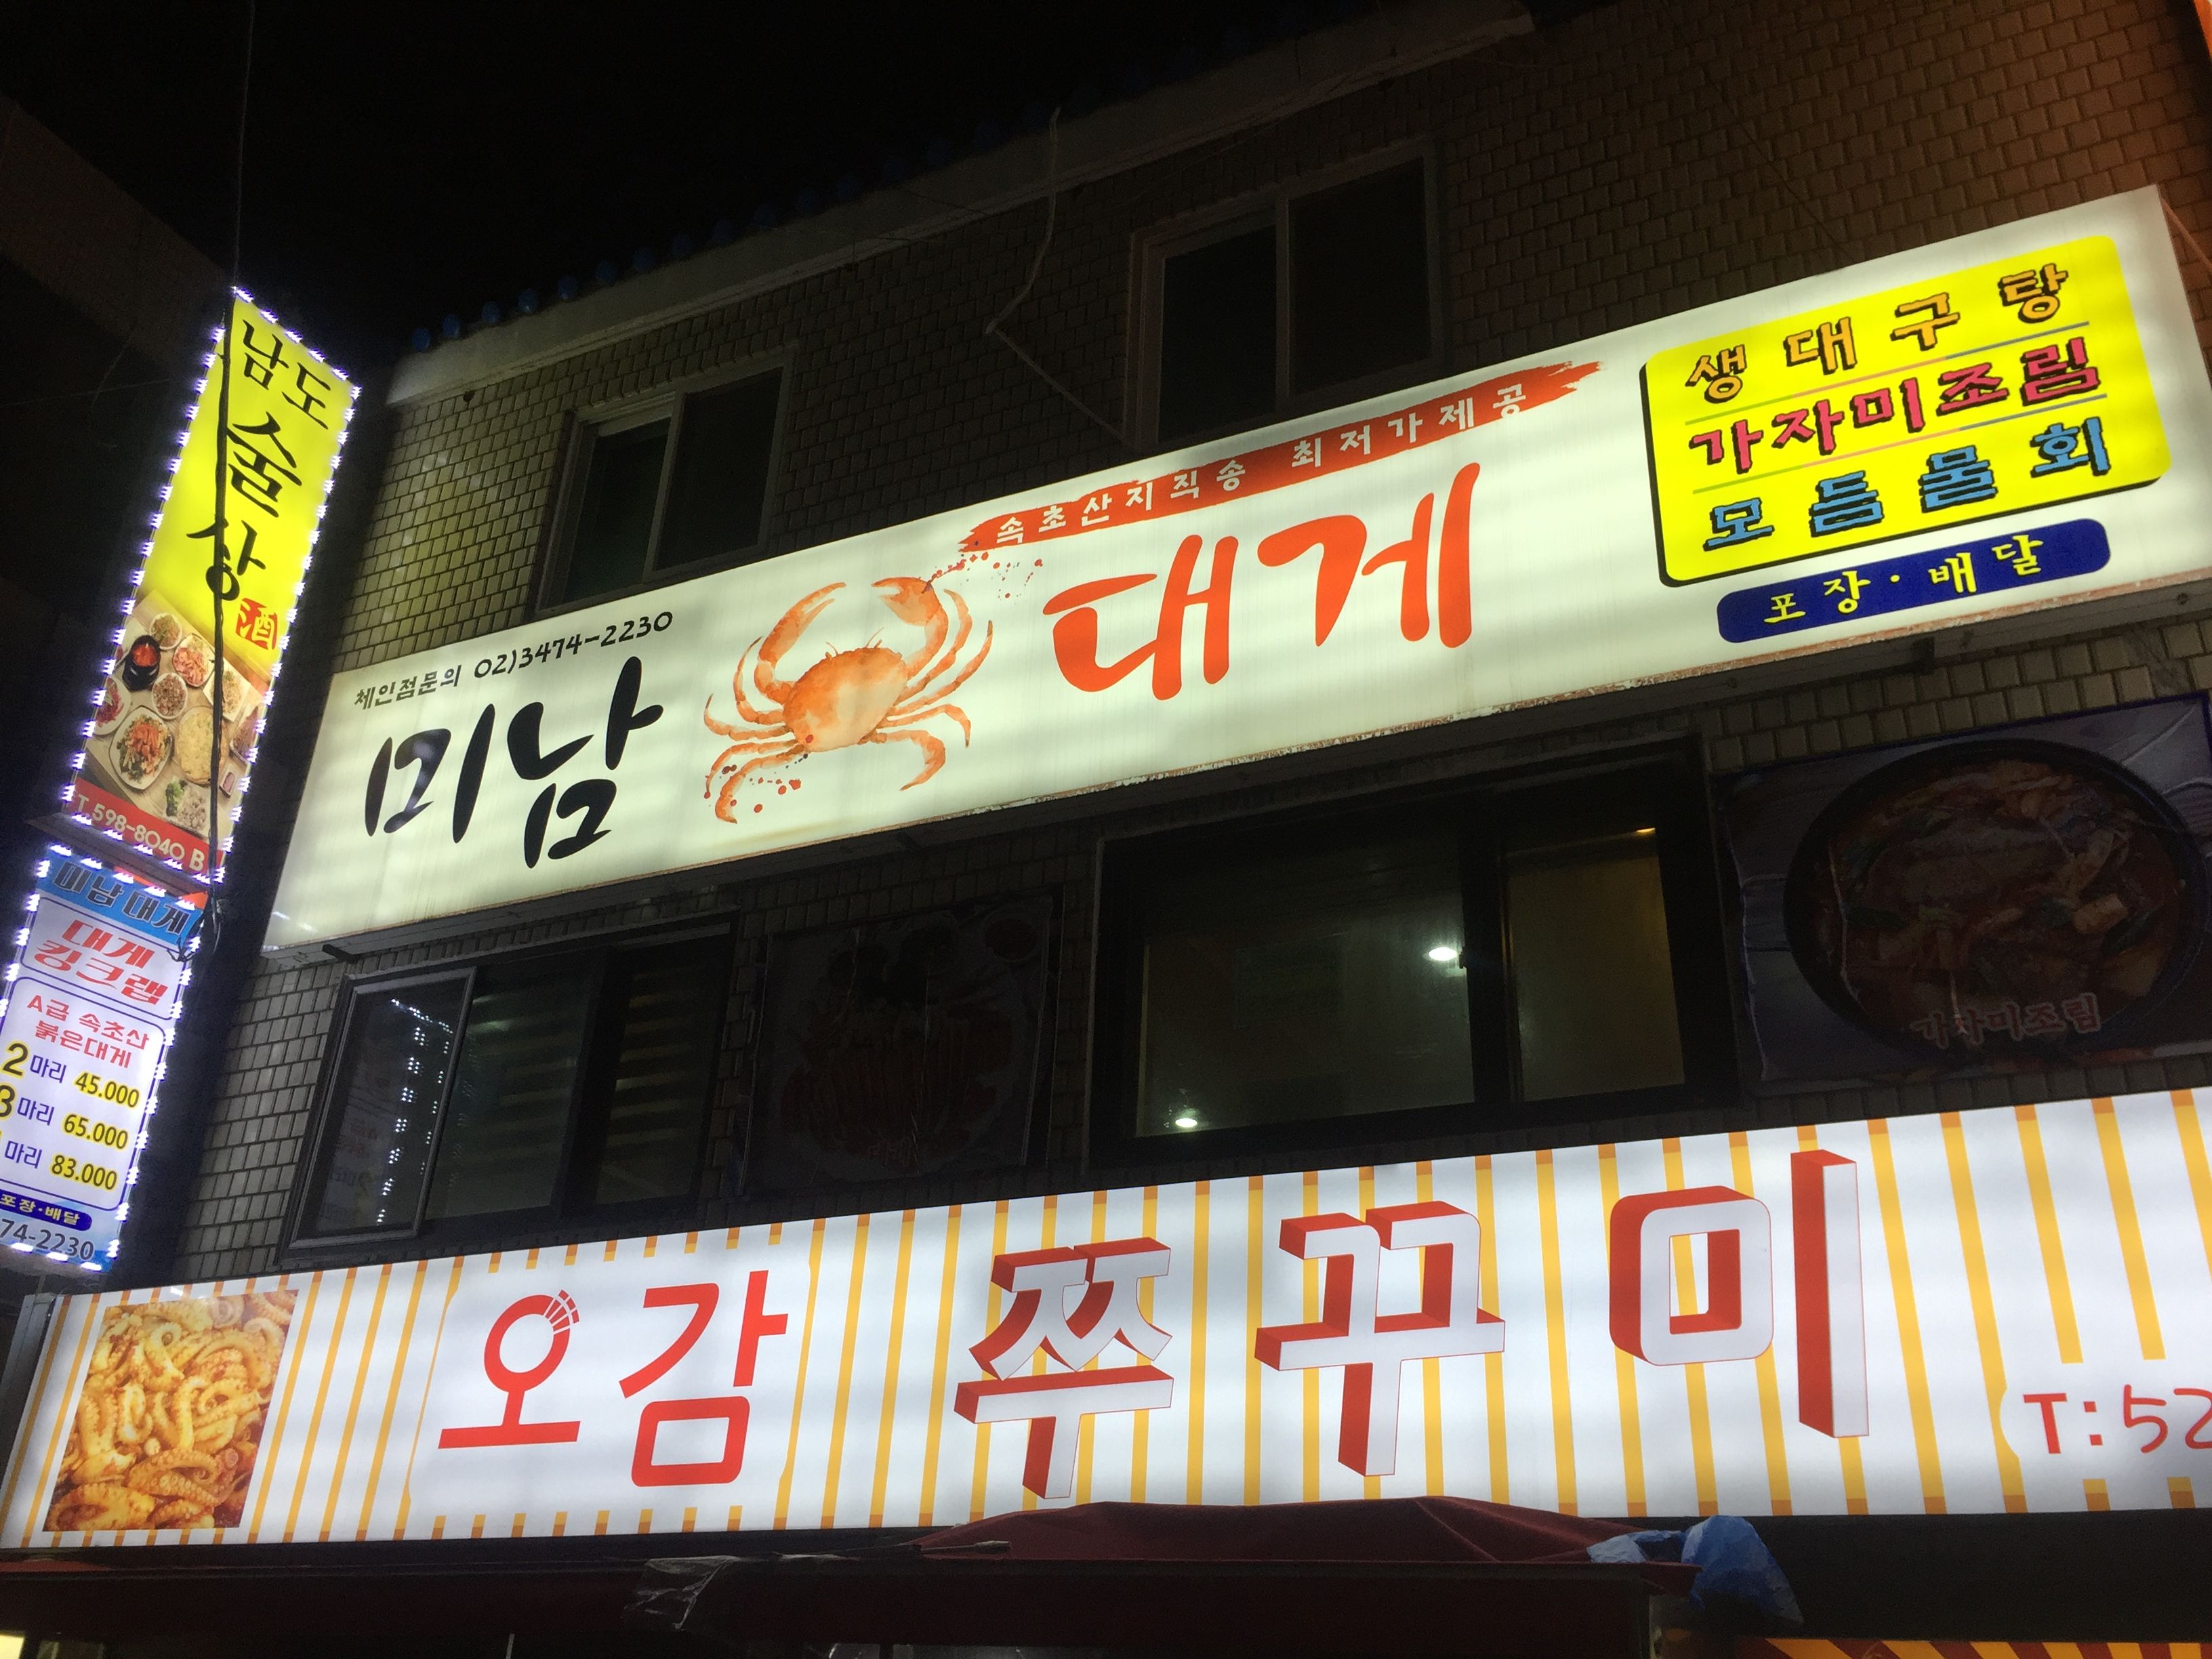 남도
술
상
酒
T.598-8040 B
미남 대게
대게
킹크랩
A급 속초산
붉은대게
2마리 45.000
3마리 65.000
마리 83.000
포장·배달
74-2230
체인점문의 02)3474-2230
미남 대게
속초산지직송 최저가제공
생대구탕
가자미조림
모듬물회
포장·배달
가자미조림
오감 쭈꾸미
T:52